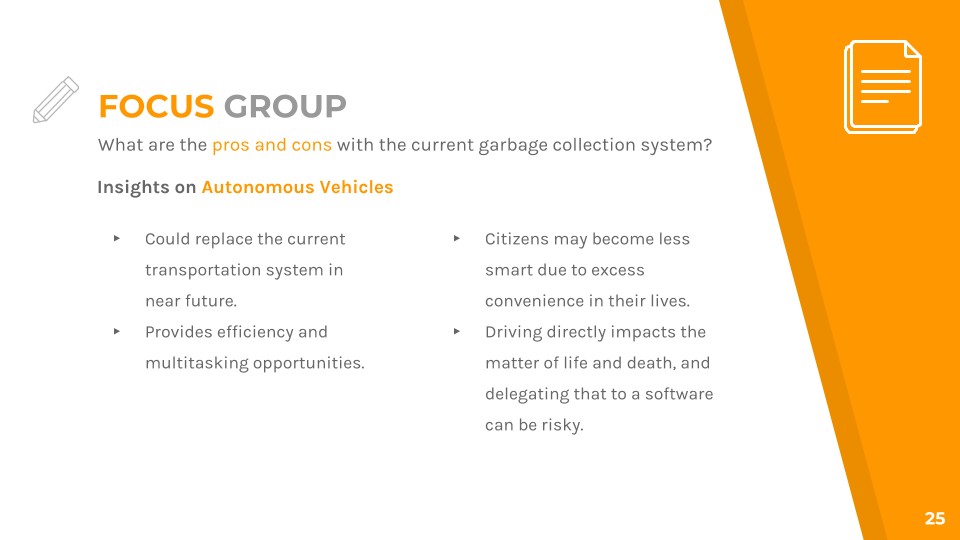 FOCUS GROUP
What are the pros and cons with the current garbage collection system?
Insights on Autonomous Vehicles
▸ Could replace the current
transportation system in
near future.
▸ Provides efficiency and
multitasking opportunities.
▸ Citizens may become less
smart due to excess
convenience in their lives.
▸ Driving directly impacts the
matter of life and death, and
delegating that to a software
can be risky.
25